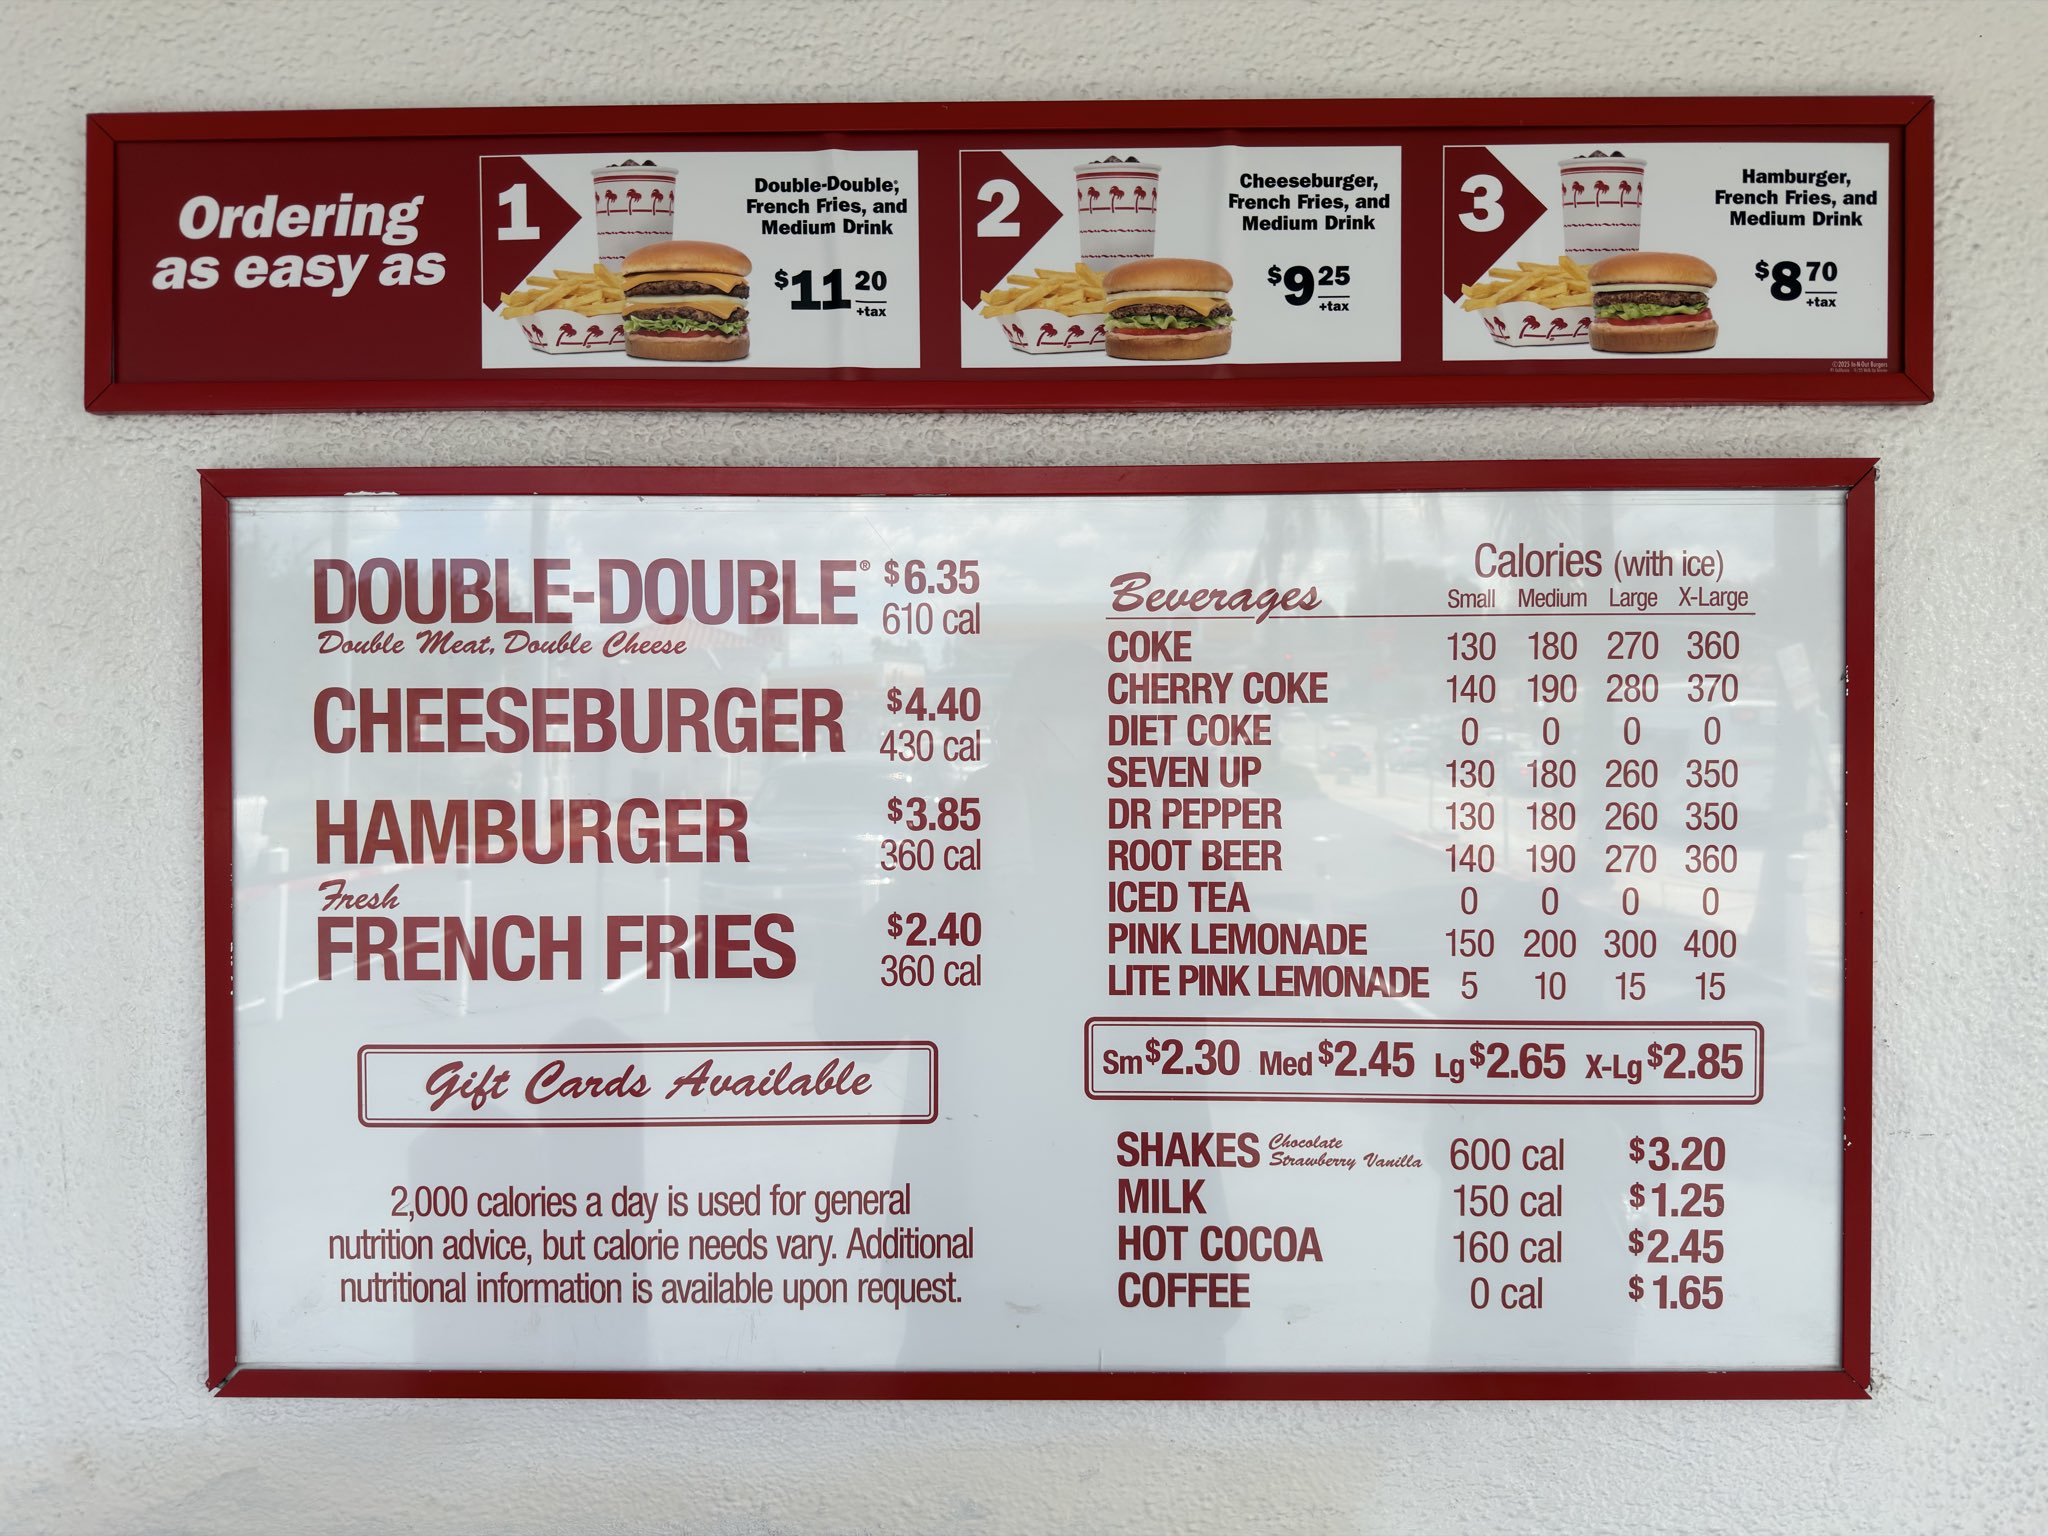 Ordering
as easy as
1
Double-Double®,
French Fries, and
Medium Drink
$11 20
+tax
2
Cheeseburger,
French Fries, and
Medium Drink
$9 25
+tax
3
Hamburger,
French Fries, and
Medium Drink
$8 70
+tax
©2025 In-N-Out Burgers
DOUBLE-DOUBLE® $6.35
Double Meat, Double Cheese 610 cal
CHEESEBURGER $4.40
430 cal
HAMBURGER $3.85
360 cal
Fresh
FRENCH FRIES $2.40
360 cal
Gift Cards Available
2,000 calories a day is used for general
nutrition advice, but calorie needs vary. Additional
nutritional information is available upon request.
Calories (with ice)
Beverages Small Medium Large X-Large
COKE 130 180 270 360
CHERRY COKE 140 190 280 370
DIET COKE 0 0 0 0
SEVEN UP 130 180 260 350
DR PEPPER 130 180 260 350
ROOT BEER 140 190 270 360
ICED TEA 0 0 0 0
PINK LEMONADE 150 200 300 400
LITE PINK LEMONADE 5 10 15 15
Sm $2.30 Med $2.45 Lg $2.65 X-Lg $2.85
SHAKES Chocolate Strawberry Vanilla 600 cal $3.20
MILK 150 cal $1.25
HOT COCOA 160 cal $2.45
COFFEE 0 cal $1.65